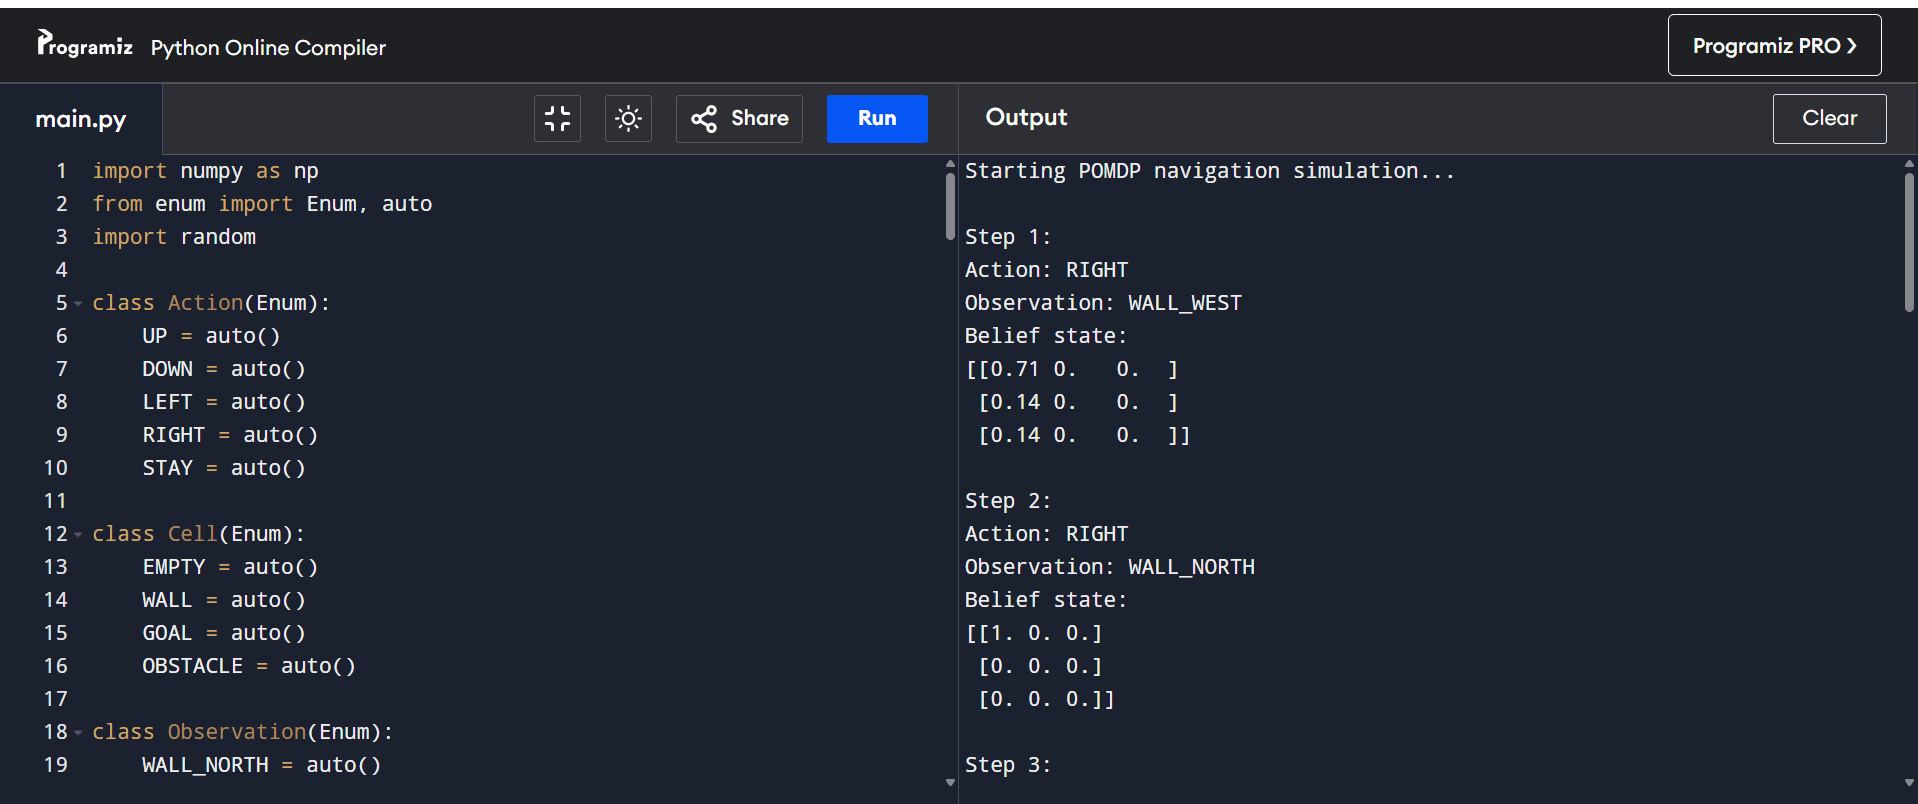 Programiz Python Online Compiler
Programiz PRO ❯
main.py
Share
Run
Output
Clear
1 import numpy as np
2 from enum import Enum, auto
3 import random
4
5 class Action(Enum):
6     UP = auto()
7     DOWN = auto()
8     LEFT = auto()
9     RIGHT = auto()
10     STAY = auto()
11
12 class Cell(Enum):
13     EMPTY = auto()
14     WALL = auto()
15     GOAL = auto()
16     OBSTACLE = auto()
17
18 class Observation(Enum):
19     WALL_NORTH = auto()
Starting POMDP navigation simulation...

Step 1:
Action: RIGHT
Observation: WALL_WEST
Belief state:
[[0.71 0.   0.  ]
 [0.14 0.   0.  ]
 [0.14 0.   0.  ]]

Step 2:
Action: RIGHT
Observation: WALL_NORTH
Belief state:
[[1. 0. 0.]
 [0. 0. 0.]
 [0. 0. 0.]]

Step 3: